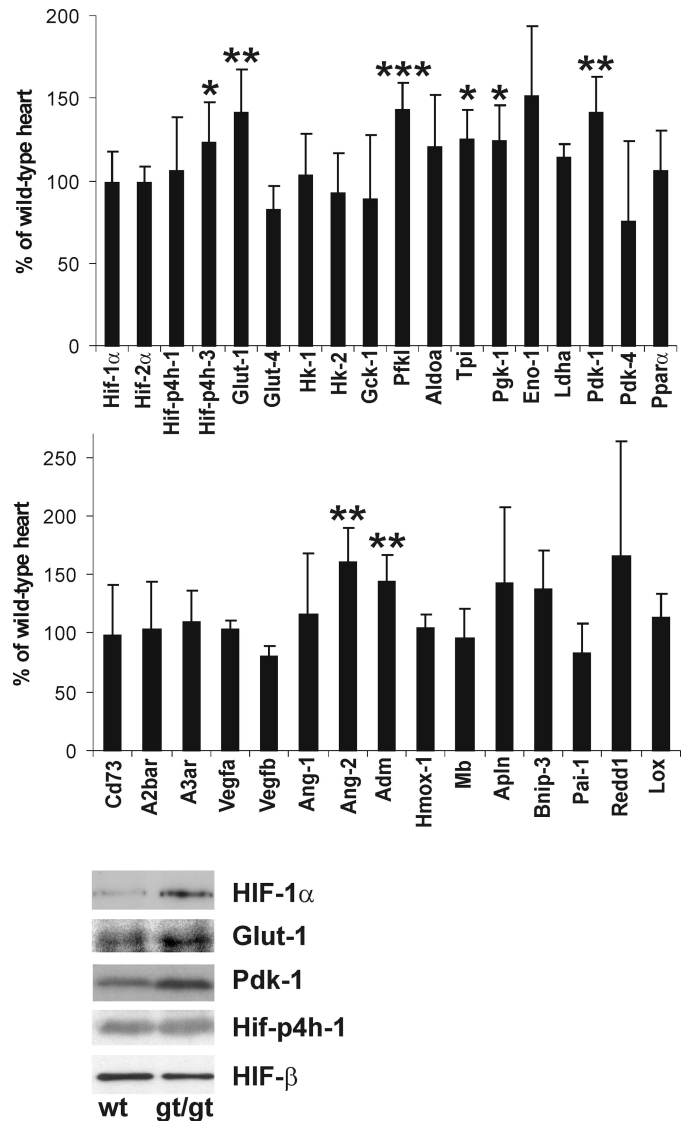 200
150
100
50
0
% of wild-type heart
* ** *** * * **
Hif-1α Hif-2α Hif-p4h-1 Hif-p4h-3 Glut-1 Glut-4 Hk-1 Hk-2 Gck-1 Pfkl Aldoa Tpi Pgk-1 Eno-1 Ldha Pdk-1 Pdk-4 Pparα
250
200
150
100
50
0
% of wild-type heart
** **
Cd73 A2bar A3ar Vegfa Vegfb Ang-1 Ang-2 Adm Hmox-1 Mb Apln Bnip-3 Pai-1 Redd1 Lox
HIF-1α
Glut-1
Pdk-1
Hif-p4h-1
HIF-β
wt gt/gt